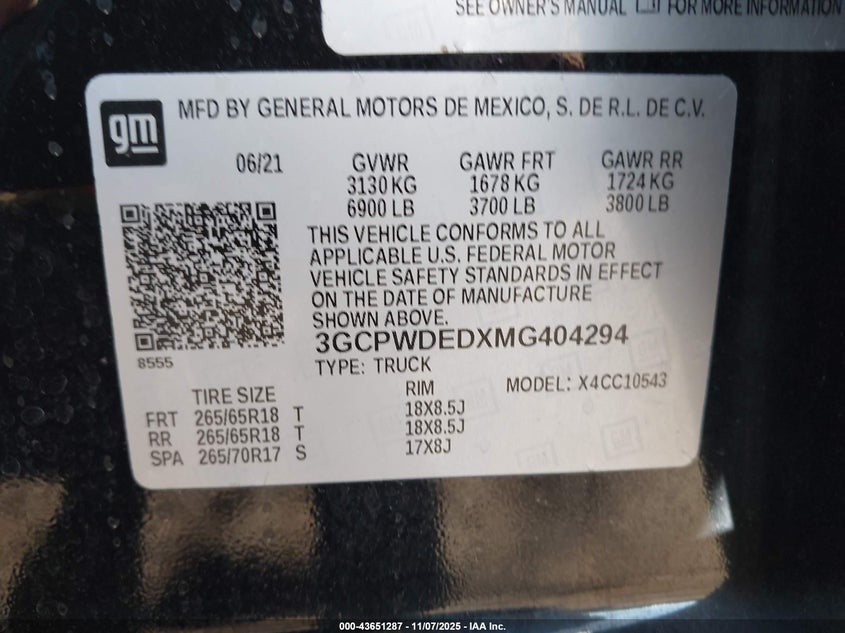 SEE OWNER'S MANUAL FOR MORE INFORMATION
gm
MFD BY GENERAL MOTORS DE MEXICO, S. DE R.L. DE C.V.
06/21 GVWR GAWR FRT GAWR RR
3130 KG 1678 KG 1724 KG
6900 LB 3700 LB 3800 LB
THIS VEHICLE CONFORMS TO ALL
APPLICABLE U.S. FEDERAL MOTOR
VEHICLE SAFETY STANDARDS IN EFFECT
ON THE DATE OF MANUFACTURE
SHOWN ABOVE.
8555
3GCPWDEDXMG404294
TYPE: TRUCK
TIRE SIZE RIM MODEL: X4CC10543
FRT 265/65R18 T 18X8.5J
RR 265/65R18 T 18X8.5J
SPA 265/70R17 S 17X8J
000-43651287 - 11/07/2025 - IAA Inc.